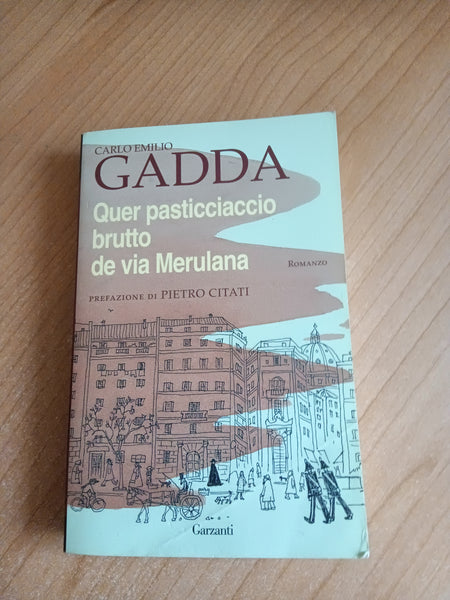 CARLO EMILIO
GADDA
Quer pasticciaccio
brutto
de via Merulana
ROMANZO
PREFAZIONE DI PIETRO CITATI
Garzanti